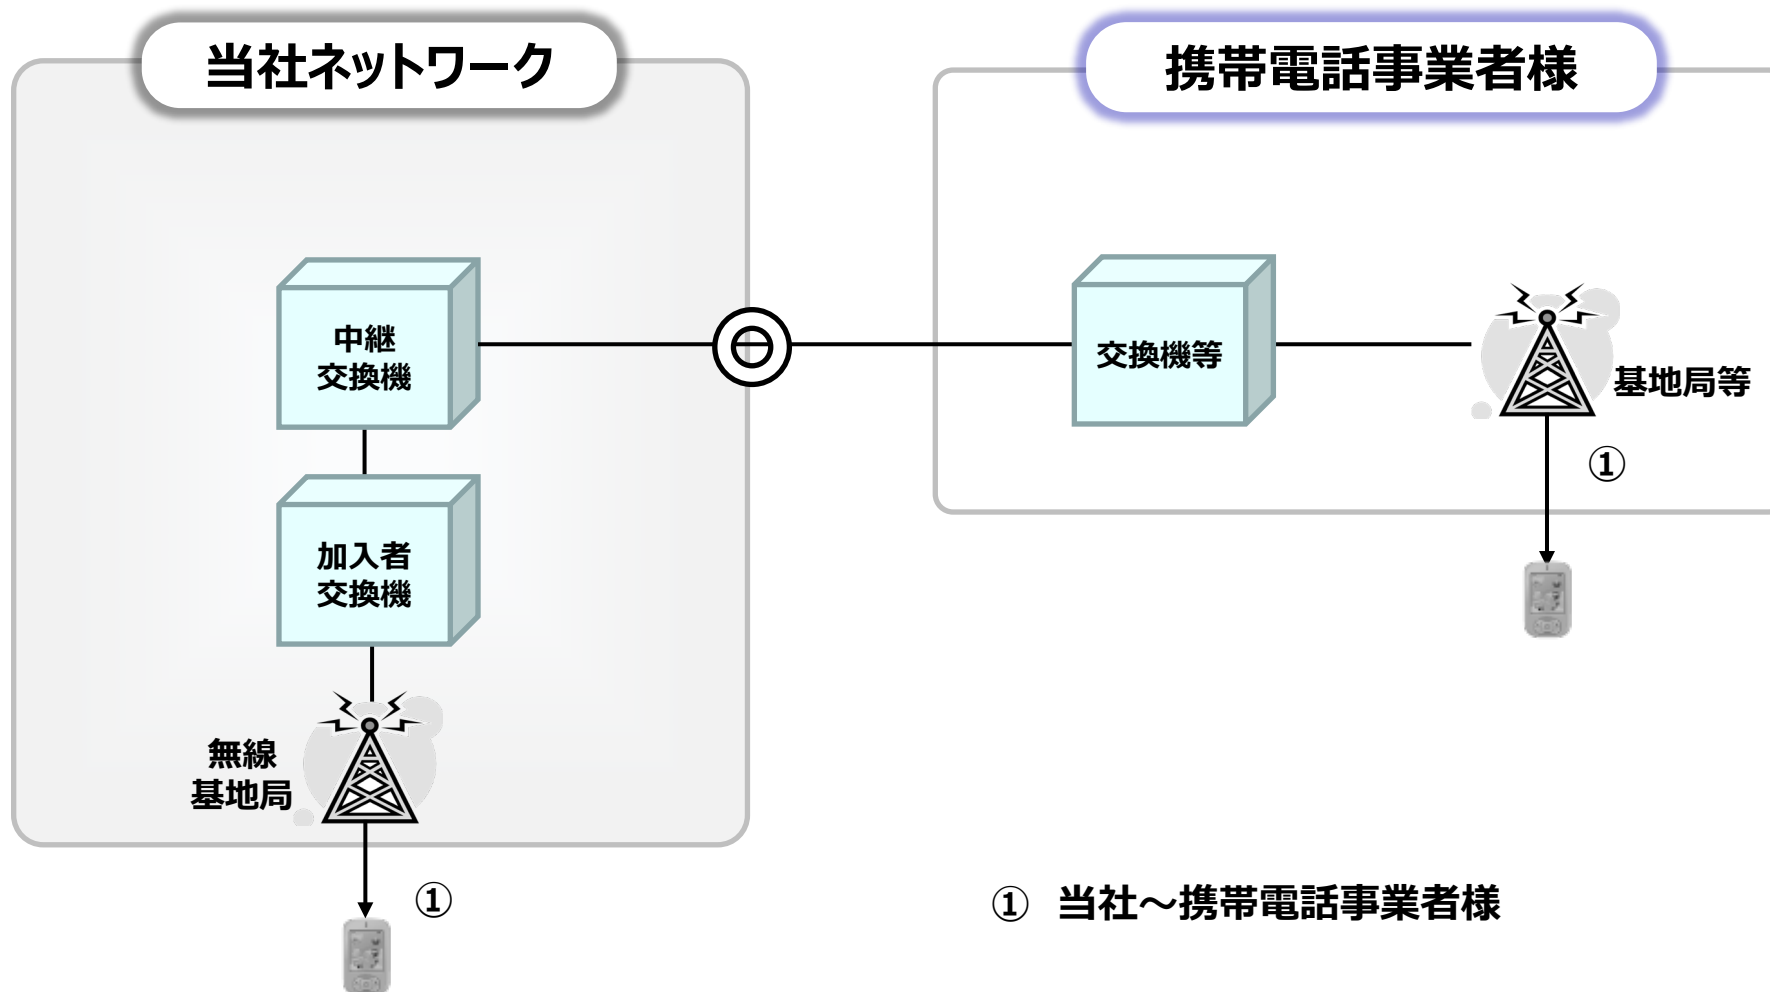 当社ネットワーク
携帯電話事業者様
中継
交換機
交換機等
基地局等
①
加入者
交換機
無線
基地局
①
① 当社～携帯電話事業者様